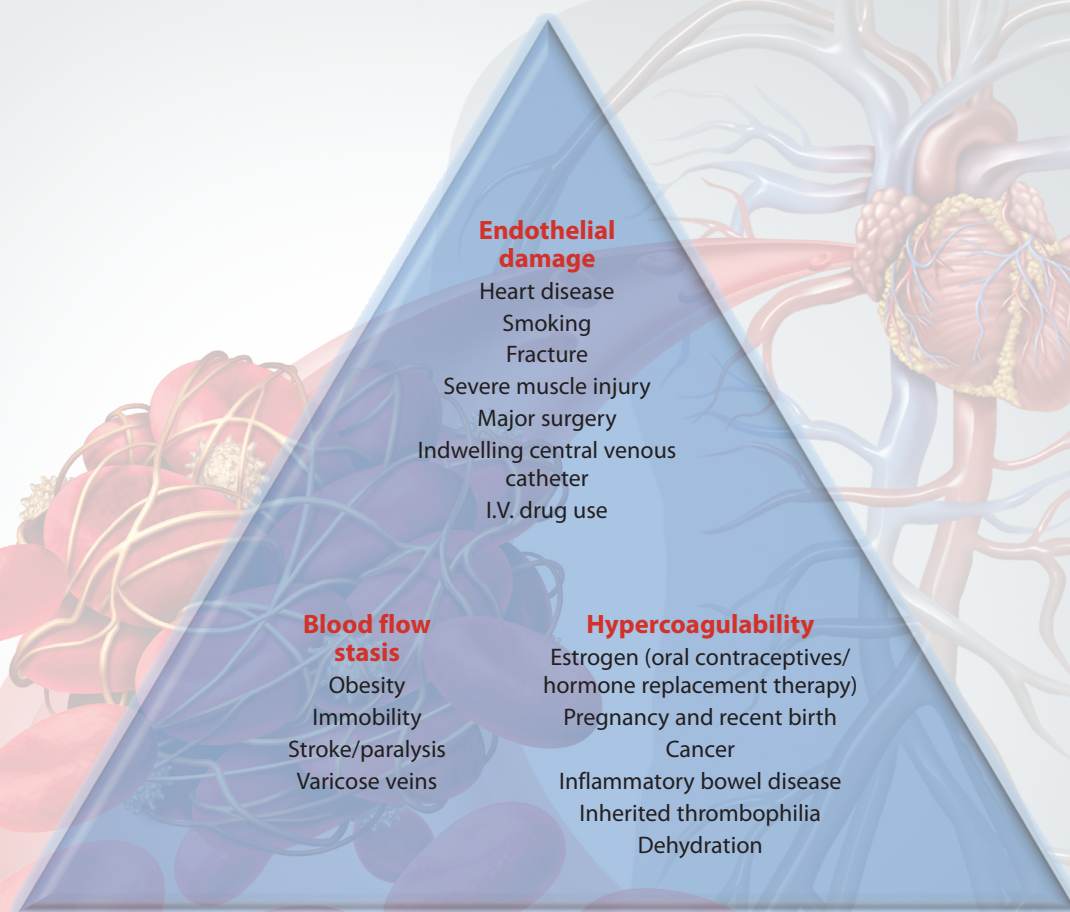 Endothelial
damage
Heart disease
Smoking
Fracture
Severe muscle injury
Major surgery
Indwelling central venous
catheter
I.V. drug use
Blood flow
stasis
Obesity
Immobility
Stroke/paralysis
Varicose veins
Hypercoagulability
Estrogen (oral contraceptives/
hormone replacement therapy)
Pregnancy and recent birth
Cancer
Inflammatory bowel disease
Inherited thrombophilia
Dehydration